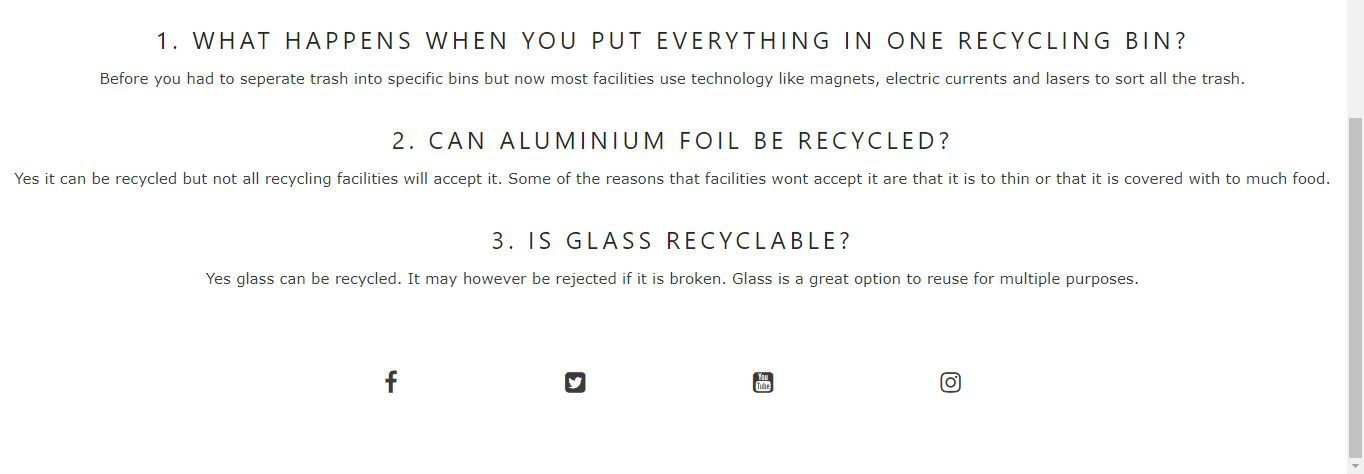 1. WHAT HAPPENS WHEN YOU PUT EVERYTHING IN ONE RECYCLING BIN?
Before you had to seperate trash into specific bins but now most facilities use technology like magnets, electric currents and lasers to sort all the trash.
2. CAN ALUMINIUM FOIL BE RECYCLED?
Yes it can be recycled but not all recycling facilities will accept it. Some of the reasons that facilities wont accept it are that it is to thin or that it is covered with to much food.
3. IS GLASS RECYCLABLE?
Yes glass can be recycled. It may however be rejected if it is broken. Glass is a great option to reuse for multiple purposes.
You
Tube